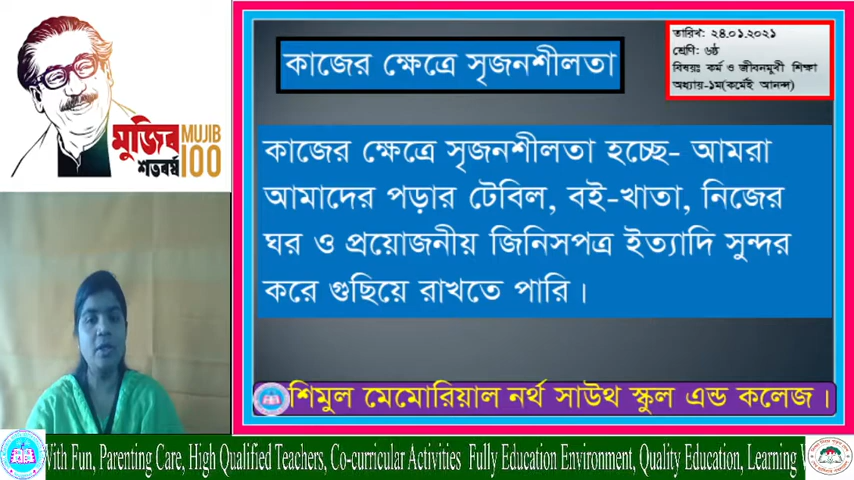 মুজিব
শতবর্ষ
MUJIB
100
কাজের ক্ষেত্রে সৃজনশীলতা
তারিখ: ২৪.০১.২০২১
শ্রেণি: ৬ষ্ঠ
বিষয়ঃ কর্ম ও জীবনমুখী শিক্ষা
অধ্যায়-১ম(কর্মেই আনন্দ)
কাজের ক্ষেত্রে সৃজনশীলতা হচ্ছে- আমরা
আমাদের পড়ার টেবিল, বই-খাতা, নিজের
ঘর ও প্রয়োজনীয় জিনিসপত্র ইত্যাদি সুন্দর
করে গুছিয়ে রাখতে পারি।
শিমুল মেমোরিয়াল নর্থ সাউথ স্কুল এন্ড কলেজ।
With Fun, Parenting Care, High Qualified Teachers, Co-curricular Activities Fully Education Environment, Quality Education, Learning